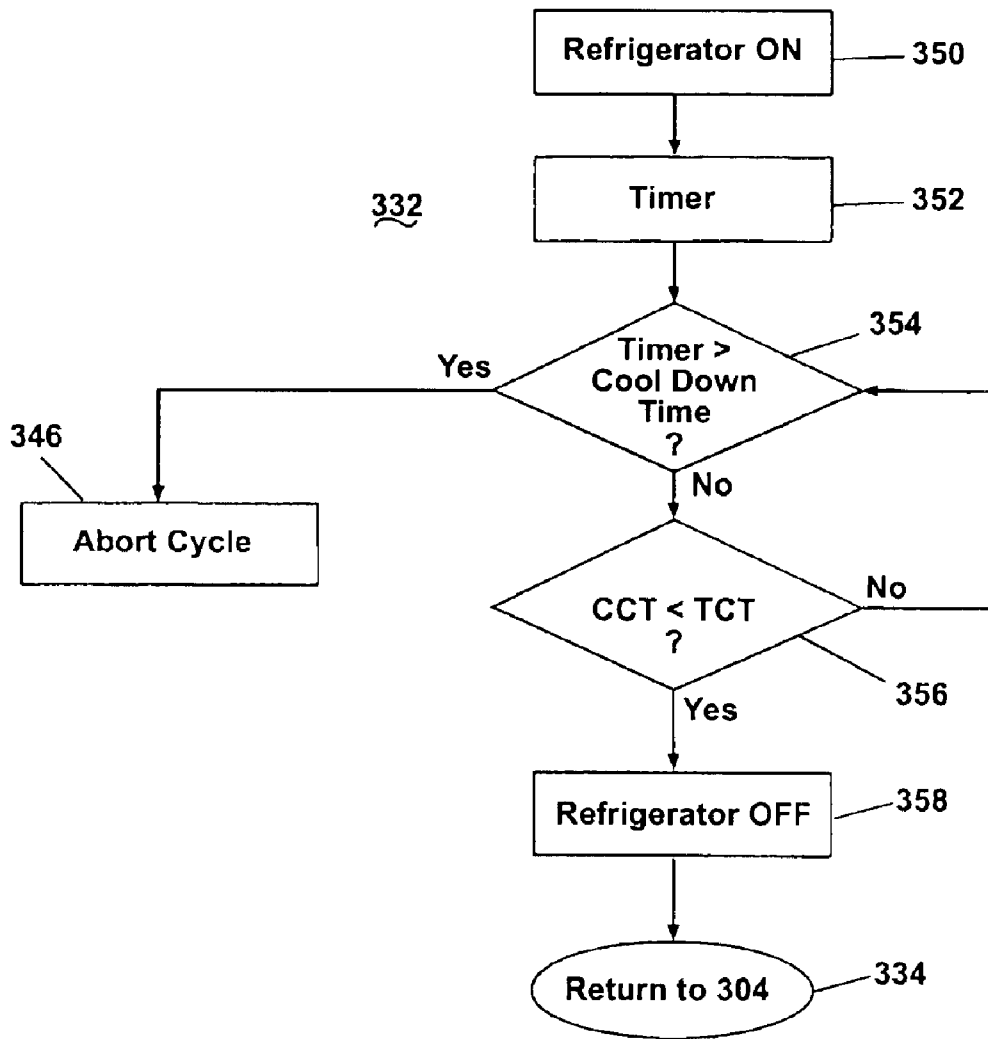 Refrigerator ON
350
Timer
352
332
354
Timer >
Cool Down
Time
?
Yes
346
No
Abort Cycle
CCT < TCT
?
No
356
Yes
Refrigerator OFF
358
Return to 304
334